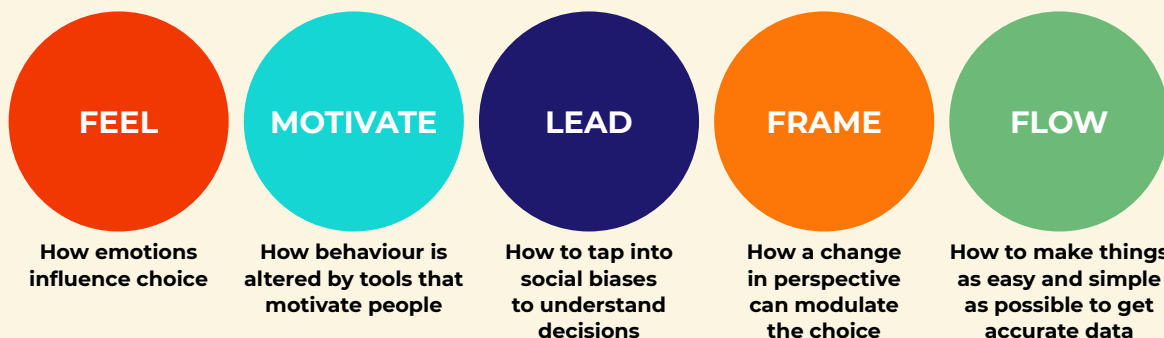 FEEL
How emotions
influence choice
MOTIVATE
How behaviour is
altered by tools that
motivate people
LEAD
How to tap into
social biases
to understand
decisions
FRAME
How a change
in perspective
can modulate
the choice
FLOW
How to make things
as easy and simple
as possible to get
accurate data